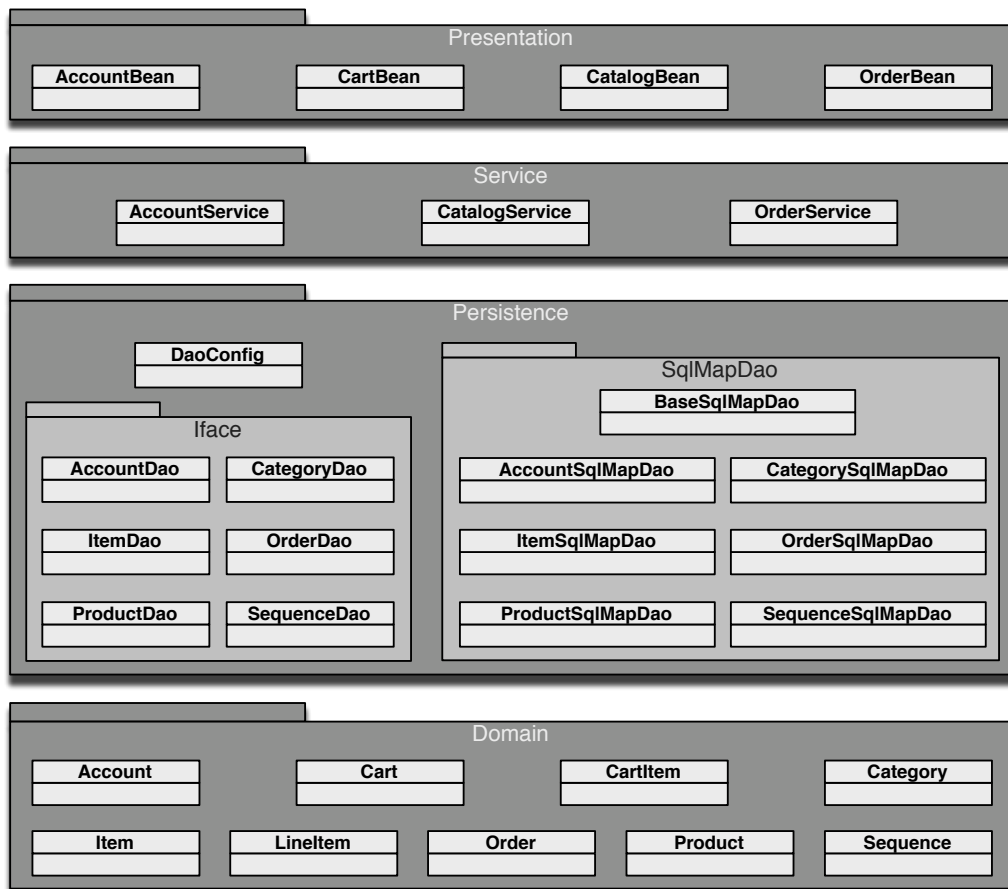 Presentation
AccountBean
CartBean
CatalogBean
OrderBean
Service
AccountService
CatalogService
OrderService
Persistence
DaoConfig
Iface
AccountDao
CategoryDao
ItemDao
OrderDao
ProductDao
SequenceDao
SqlMapDao
BaseSqlMapDao
AccountSqlMapDao
CategorySqlMapDao
ItemSqlMapDao
OrderSqlMapDao
ProductSqlMapDao
SequenceSqlMapDao
Domain
Account
Cart
CartItem
Category
Item
LineItem
Order
Product
Sequence